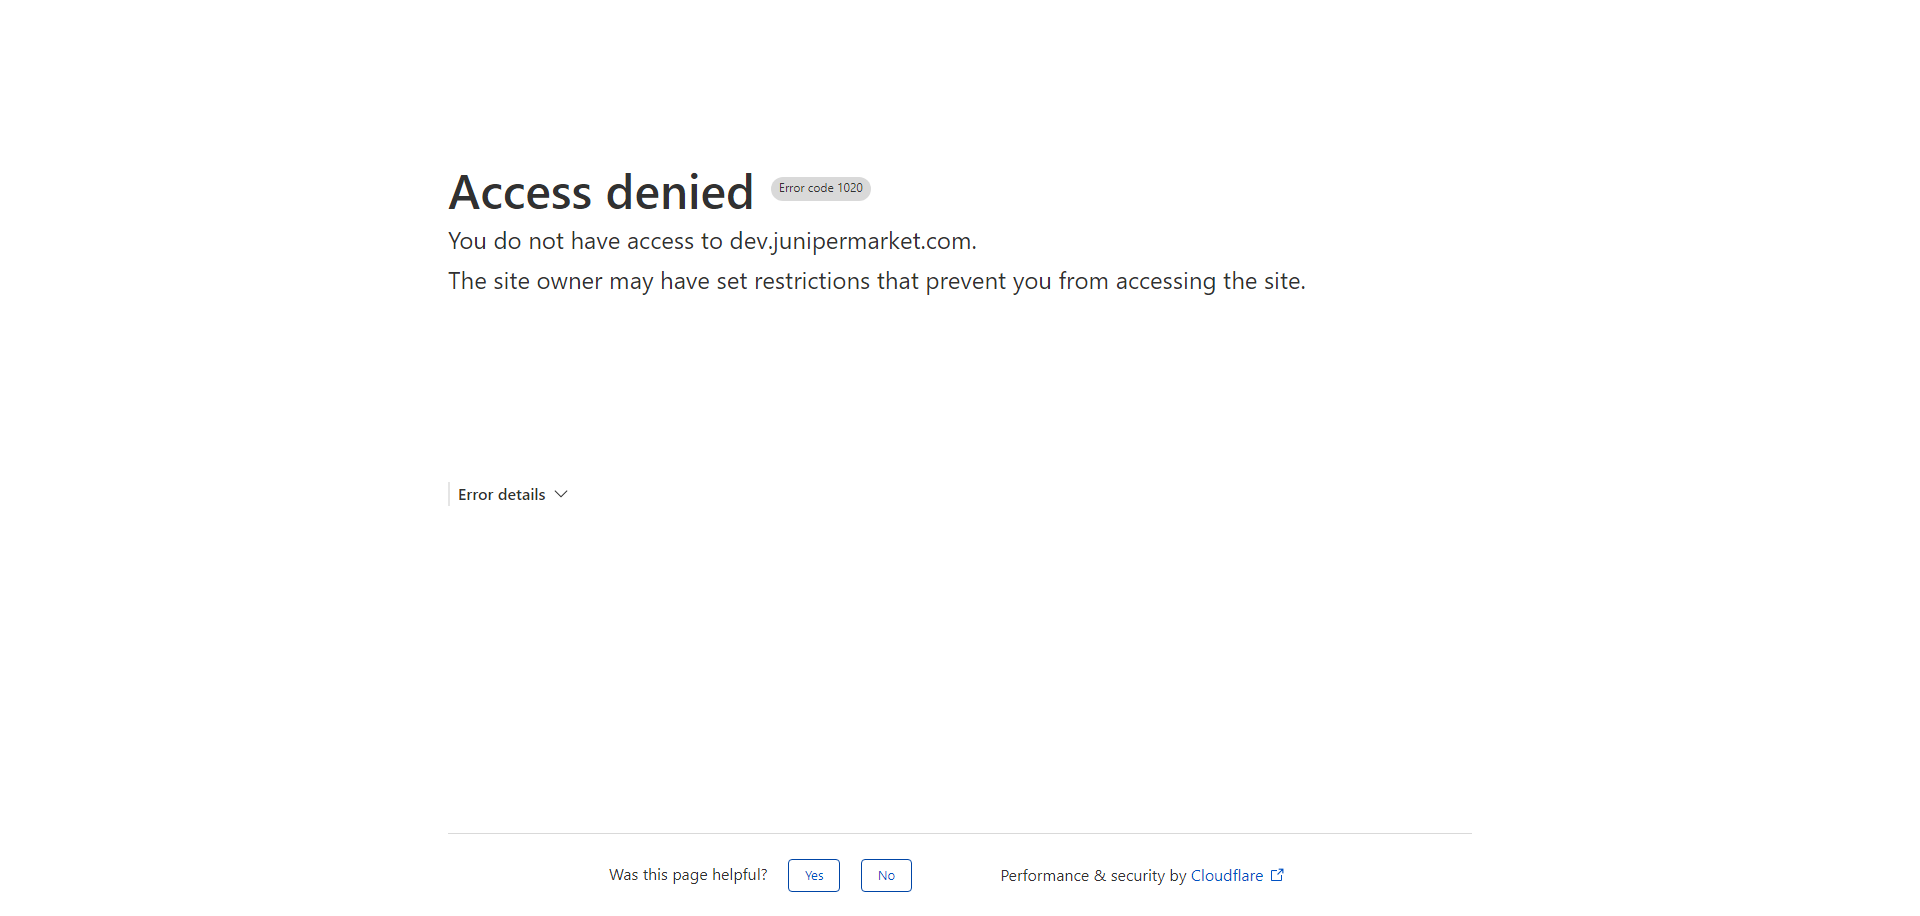 Access denied Error code 1020
You do not have access to dev.junipermarket.com.
The site owner may have set restrictions that prevent you from accessing the site.
Error details
Was this page helpful? Yes No Performance & security by Cloudflare